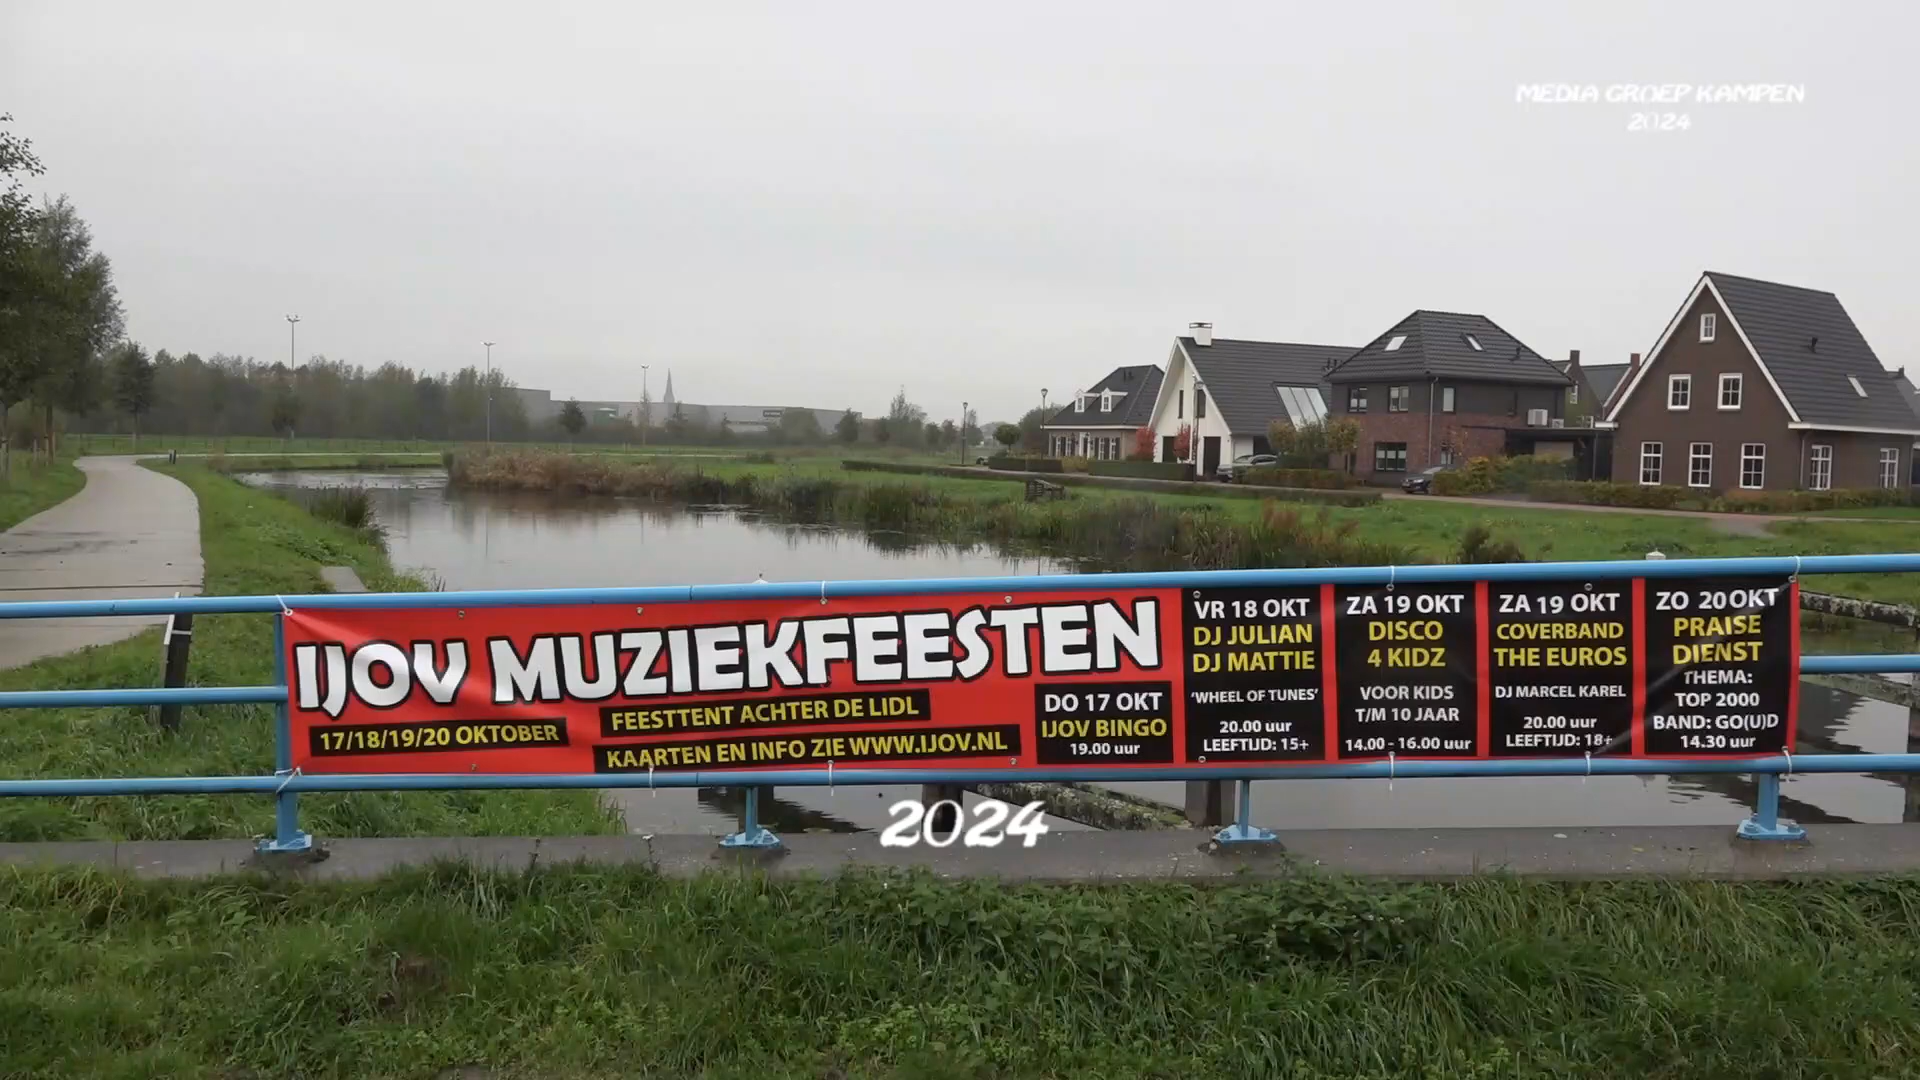 MEDIA GROEP KAMPEN
2024
IJOV MUZIEKFEESTEN
17/18/19/20 OKTOBER
FEESTTENT ACHTER DE LIDL
KAARTEN EN INFO ZIE WWW.IJOV.NL
DO 17 OKT
IJOV BINGO
19.00 uur
VR 18 OKT
DJ JULIAN
DJ MATTIE
'WHEEL OF TUNES'
20.00 uur
LEEFTIJD: 15+
ZA 19 OKT
DISCO
4 KIDZ
VOOR KIDS
T/M 10 JAAR
14.00 - 16.00 uur
ZA 19 OKT
COVERBAND
THE EUROS
DJ MARCEL KAREL
20.00 uur
LEEFTIJD: 18+
ZO 20 OKT
PRAISE
DIENST
THEMA:
TOP 2000
BAND: GO(U)D
14.30 uur
2024